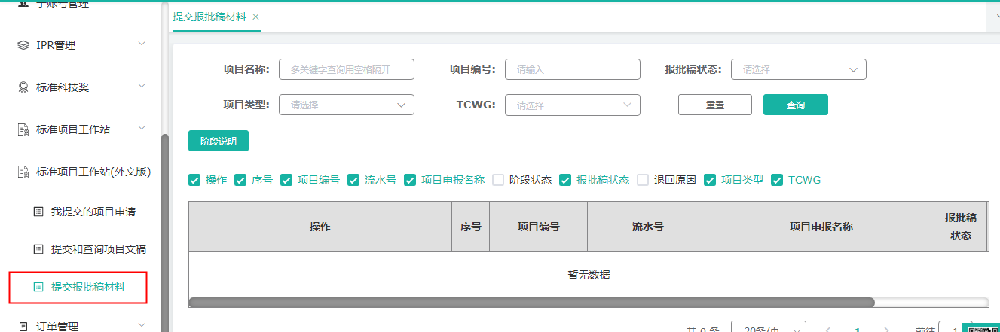 子账号管理
IPR管理
标准科技奖
标准项目工作站
标准项目工作站(外文版)
我提交的项目申请
提交和查询项目文稿
提交报批稿材料
订单管理
提交报批稿材料 ×
项目名称: 多关键字查询用空格隔开 项目编号: 请输入 报批稿状态: 请选择
项目类型: 请选择 TCWG: 请选择 重置 查询
阶段说明
操作 序号 项目编号 流水号 项目申报名称 阶段状态 报批稿状态 退回原因 项目类型 TCWG
操作 序号 项目编号 流水号 项目申报名称 报批稿
状态
暂无数据
共 0 条 20条/页 1 前往 1